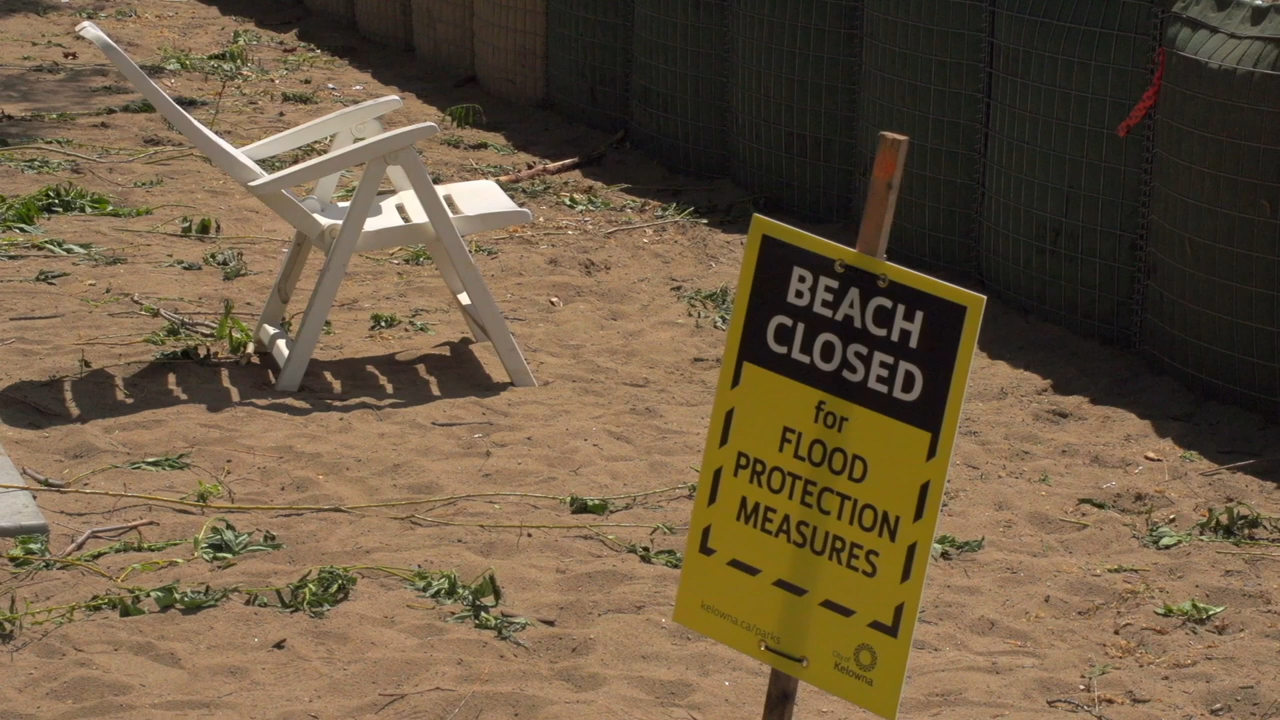 BEACH
CLOSED
for
FLOOD
PROTECTION
MEASURES
kelowna.ca/parks
City of
Kelowna